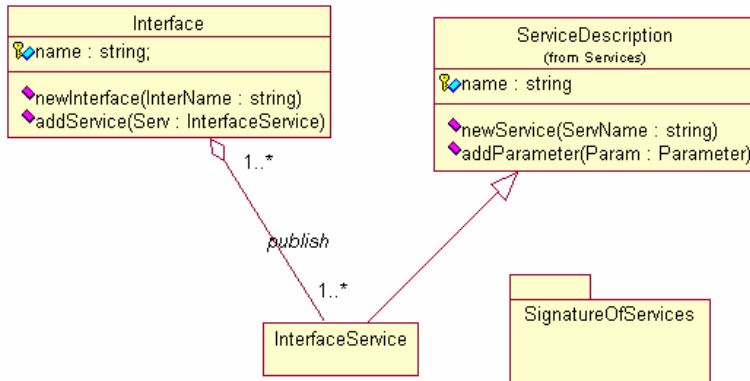 Interface
name : string;
newInterface(InterName : string)
addService(Serv : InterfaceService)
ServiceDescription
(from Services)
name : string
newService(ServName : string)
addParameter(Param : Parameter)
1..*
publish
1..*
InterfaceService
SignatureOfServices